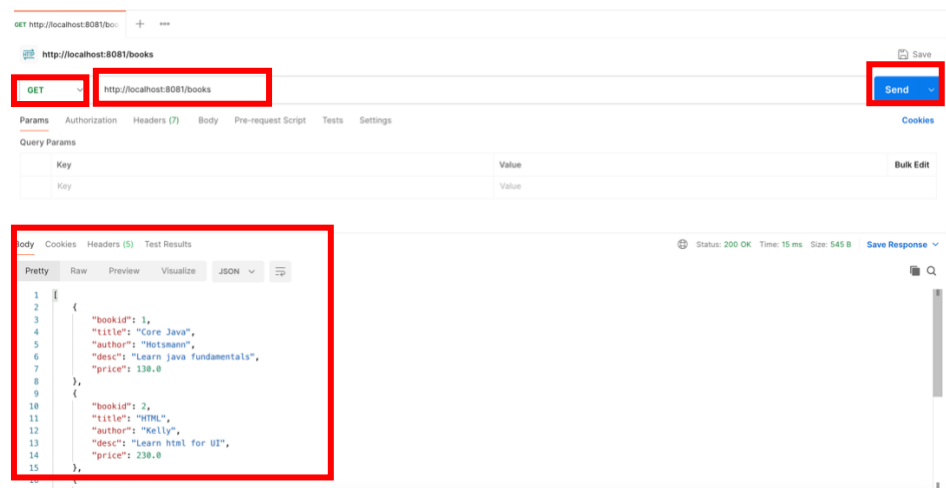 GET http://localhost:8081/boo + •••
http://localhost:8081/books Save
GET http://localhost:8081/books Send
Params Authorization Headers (7) Body Pre-request Script Tests Settings Cookies
Query Params
Key Value Bulk Edit
Key Value
Body Cookies Headers (5) Test Results Status: 200 OK Time: 15 ms Size: 545 B Save Response
Pretty Raw Preview Visualize JSON
1 [
2 {
3 "bookid": 1,
4 "title": "Core Java",
5 "author": "Hotsmann",
6 "desc": "Learn java fundamentals",
7 "price": 130.0
8 },
9 {
10 "bookid": 2,
11 "title": "HTML",
12 "author": "Kelly",
13 "desc": "Learn html for UI",
14 "price": 230.0
15 },
16 {